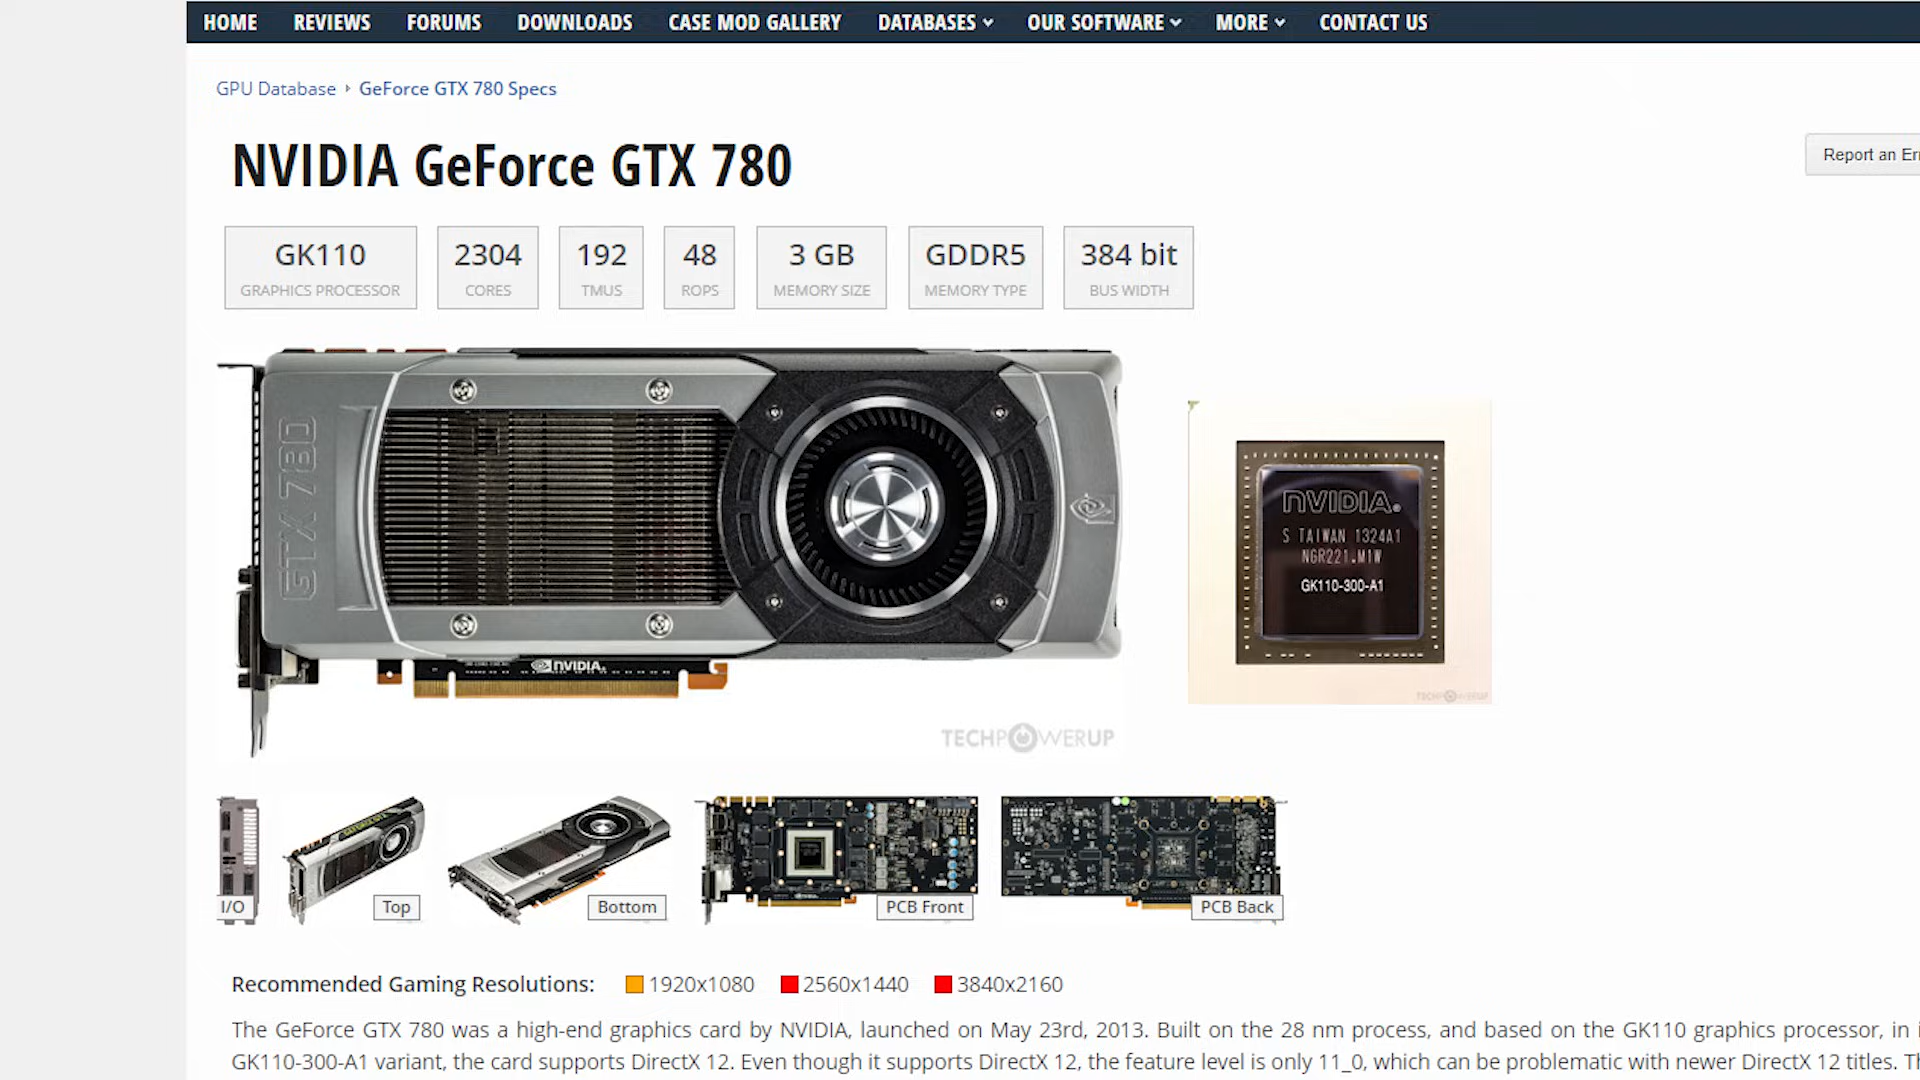 HOME REVIEWS FORUMS DOWNLOADS CASE MOD GALLERY DATABASES OUR SOFTWARE MORE CONTACT US
GPU Database GeForce GTX 780 Specs
NVIDIA GeForce GTX 780
Report an
GK110 2304 192 48 3 GB GDDR5 384 bit
GRAPHICS PROCESSOR CORES TMUS ROPS MEMORY SIZE MEMORY TYPE BUS WIDTH
GTX 780
NVIDIA.
TECHPOWERUP
NVIDIA.
S TAIWAN 1324A1
NGR221.M1W
GK110-300-A1
TECHPOWERUP
I/O Top Bottom PCB Front PCB Back
Recommended Gaming Resolutions: 1920x1080 2560x1440 3840x2160
The GeForce GTX 780 was a high-end graphics card by NVIDIA, launched on May 23rd, 2013. Built on the 28 nm process, and based on the GK110 graphics processor, in
GK110-300-A1 variant, the card supports DirectX 12. Even though it supports DirectX 12, the feature level is only 11_0, which can be problematic with newer DirectX 12 titles.